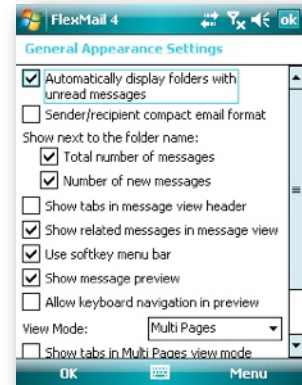 FlexMail 4
ok
General Appearance Settings
Automatically display folders with
unread messages
Sender/recipient compact email format
Show next to the folder name:
Total number of messages
Number of new messages
Show tabs in message view header
Show related messages in message view
Use softkey menu bar
Show message preview
Allow keyboard navigation in preview
View Mode: Multi Pages
Show tabs in Multi Pages view mode
OK Menu